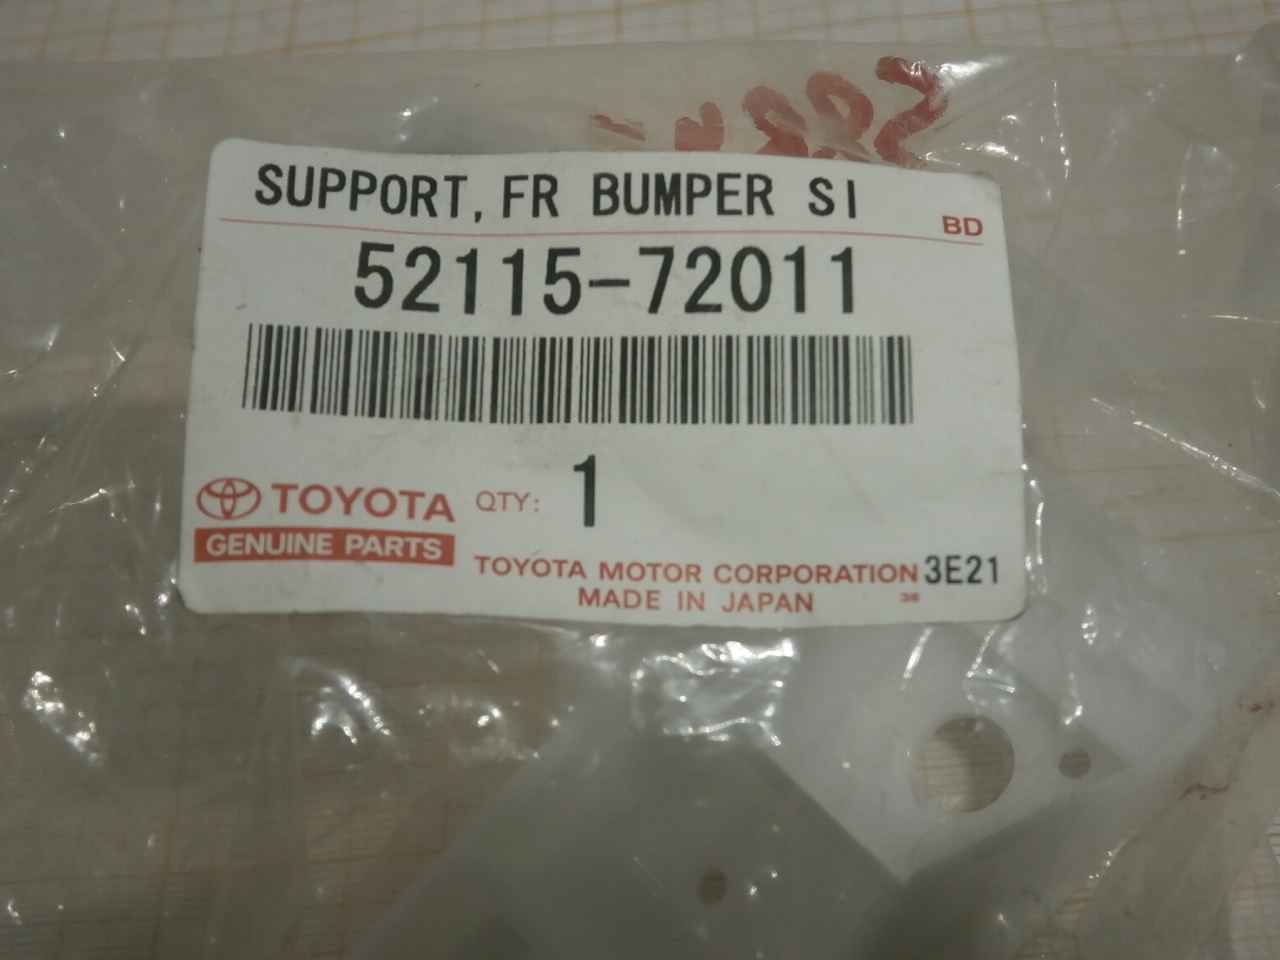 SUPPORT, FR BUMPER SI
BD
52115-72011
TOYOTA QTY: 1
GENUINE PARTS
TOYOTA MOTOR CORPORATION 3E21
MADE IN JAPAN 36